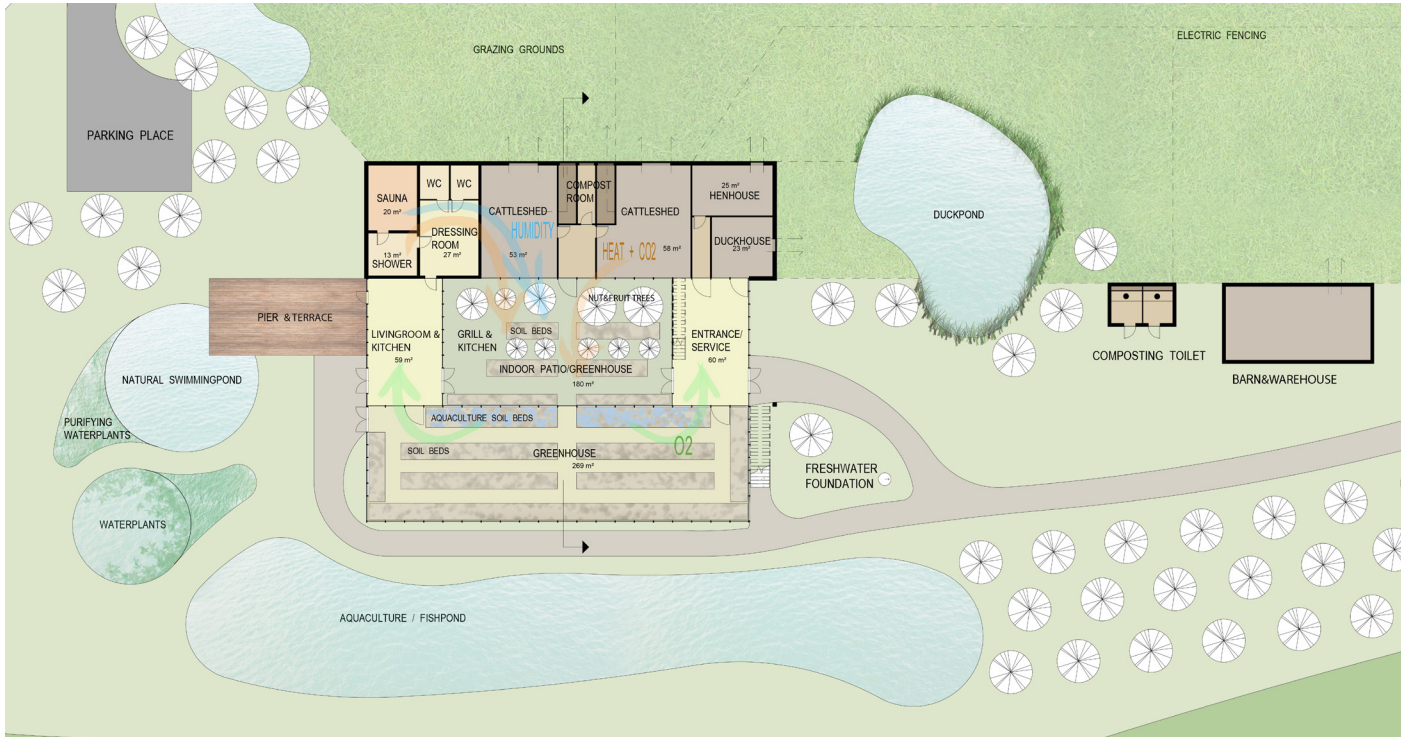 GRAZING GROUNDS
ELECTRIC FENCING
PARKING PLACE
SAUNA
20 m²
WC
WC
CATTLESHED
53 m²
HUMIDITY
COMPOST
ROOM
CATTLESHED
58 m²
HEAT + CO2
25 m²
HENHOUSE
DUCKHOUSE
23 m²
DUCKPOND
DRESSING
ROOM
27 m²
13 m²
SHOWER
PIER & TERRACE
LIVINGROOM &
KITCHEN
59 m²
GRILL &
KITCHEN
NUT&FRUIT TREES
SOIL BEDS
INDOOR PATIO/GREENHOUSE
180 m²
ENTRANCE/
SERVICE
60 m²
COMPOSTING TOILET
BARN&WAREHOUSE
NATURAL SWIMMINGPOND
PURIFYING
WATERPLANTS
AQUACULTURE SOIL BEDS
SOIL BEDS
GREENHOUSE
269 m²
O2
FRESHWATER
FOUNDATION
WATERPLANTS
AQUACULTURE / FISHPOND